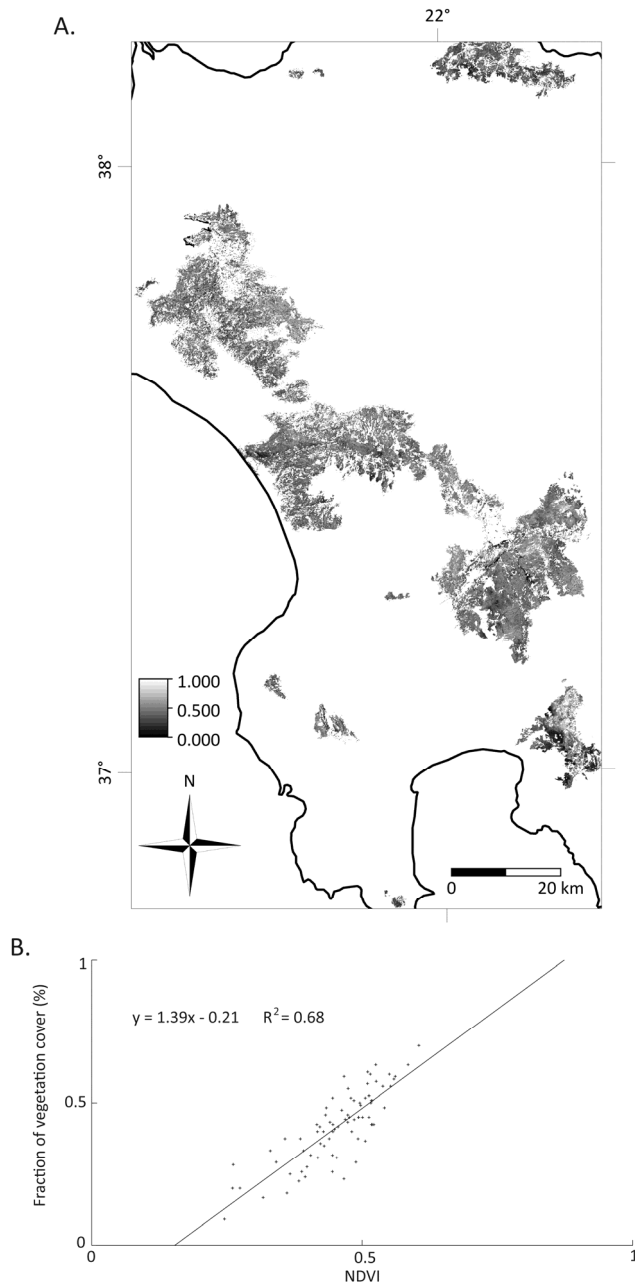 A.
22°
38°
1.000
0.500
0.000
37°
N
0 20 km
B.
Fraction of vegetation cover (%)
1
y = 1.39x - 0.21 R² = 0.68
0.5
0
0 0.5 1
NDVI